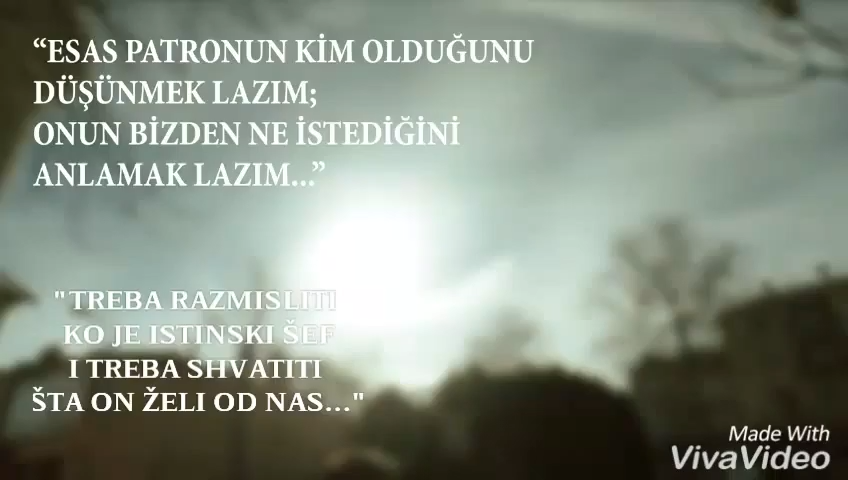 “ESAS PATRONUN KİM OLDUĞUNU
DÜŞÜNMEK LAZIM;
ONUN BİZDEN NE İSTEDİĞİNİ
ANLAMAK LAZIM...”
"TREBA RAZMISLITI
KO JE ISTINSKI ŠEF
I TREBA SHVATITI
ŠTA ON ŽELI OD NAS..."
Made With
VivaVideo